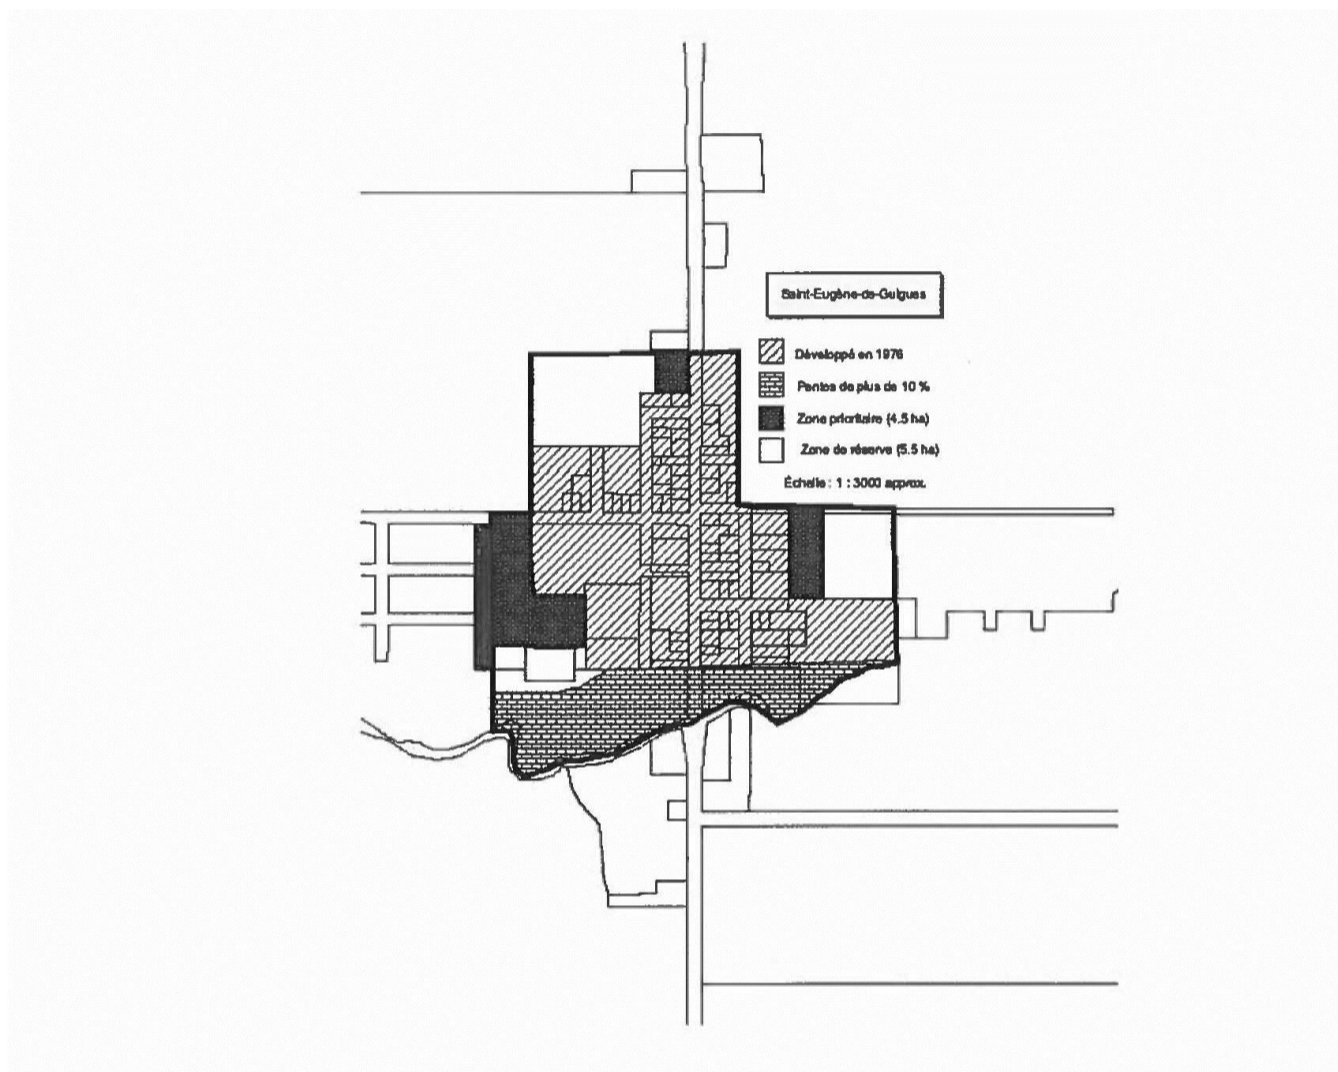 Saint-Eugène-de-Guigues
Développé en 1976
Pentes de plus de 10 %
Zone prioritaire (4.5 ha)
Zone de réserve (5.5 ha)
Échelle : 1 : 3000 approx.